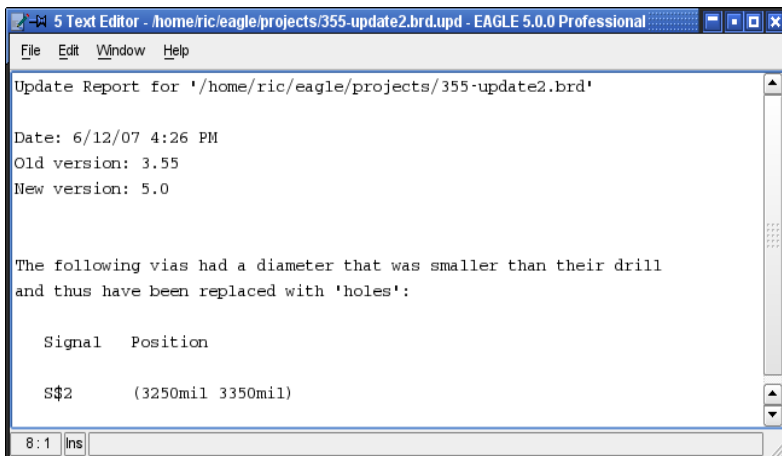 5 Text Editor - /home/ric/eagle/projects/355-update2.brd.upd - EAGLE 5.0.0 Professional
File Edit Window Help
Update Report for '/home/ric/eagle/projects/355-update2.brd'
Date: 6/12/07 4:26 PM
Old version: 3.55
New version: 5.0
The following vias had a diameter that was smaller than their drill
and thus have been replaced with 'holes':
Signal Position
S$2 (3250mil 3350mil)
8:1 Ins